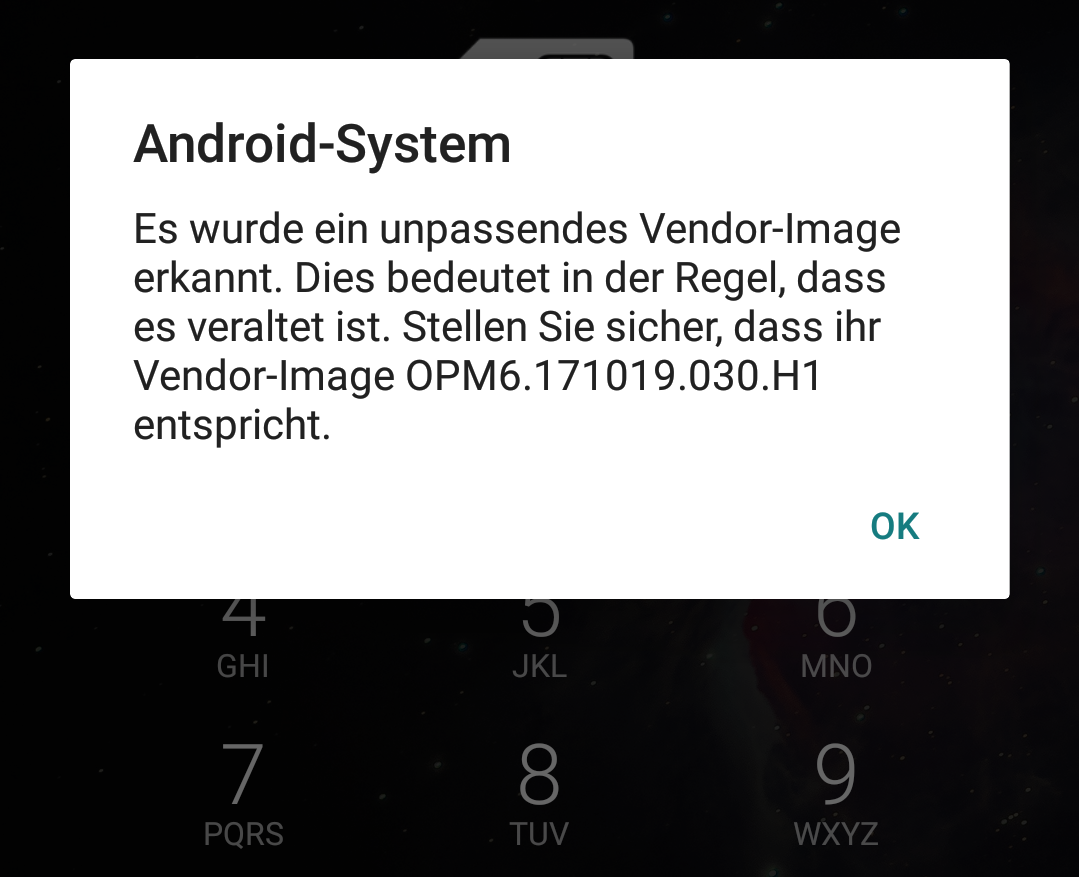 Android-System
Es wurde ein unpassendes Vendor-Image
erkannt. Dies bedeutet in der Regel, dass
es veraltet ist. Stellen Sie sicher, dass ihr
Vendor-Image OPM6.171019.030.H1
entspricht.
OK
4 5 6
GHI JKL MNO
7 8 9
PQRS TUV WXYZ